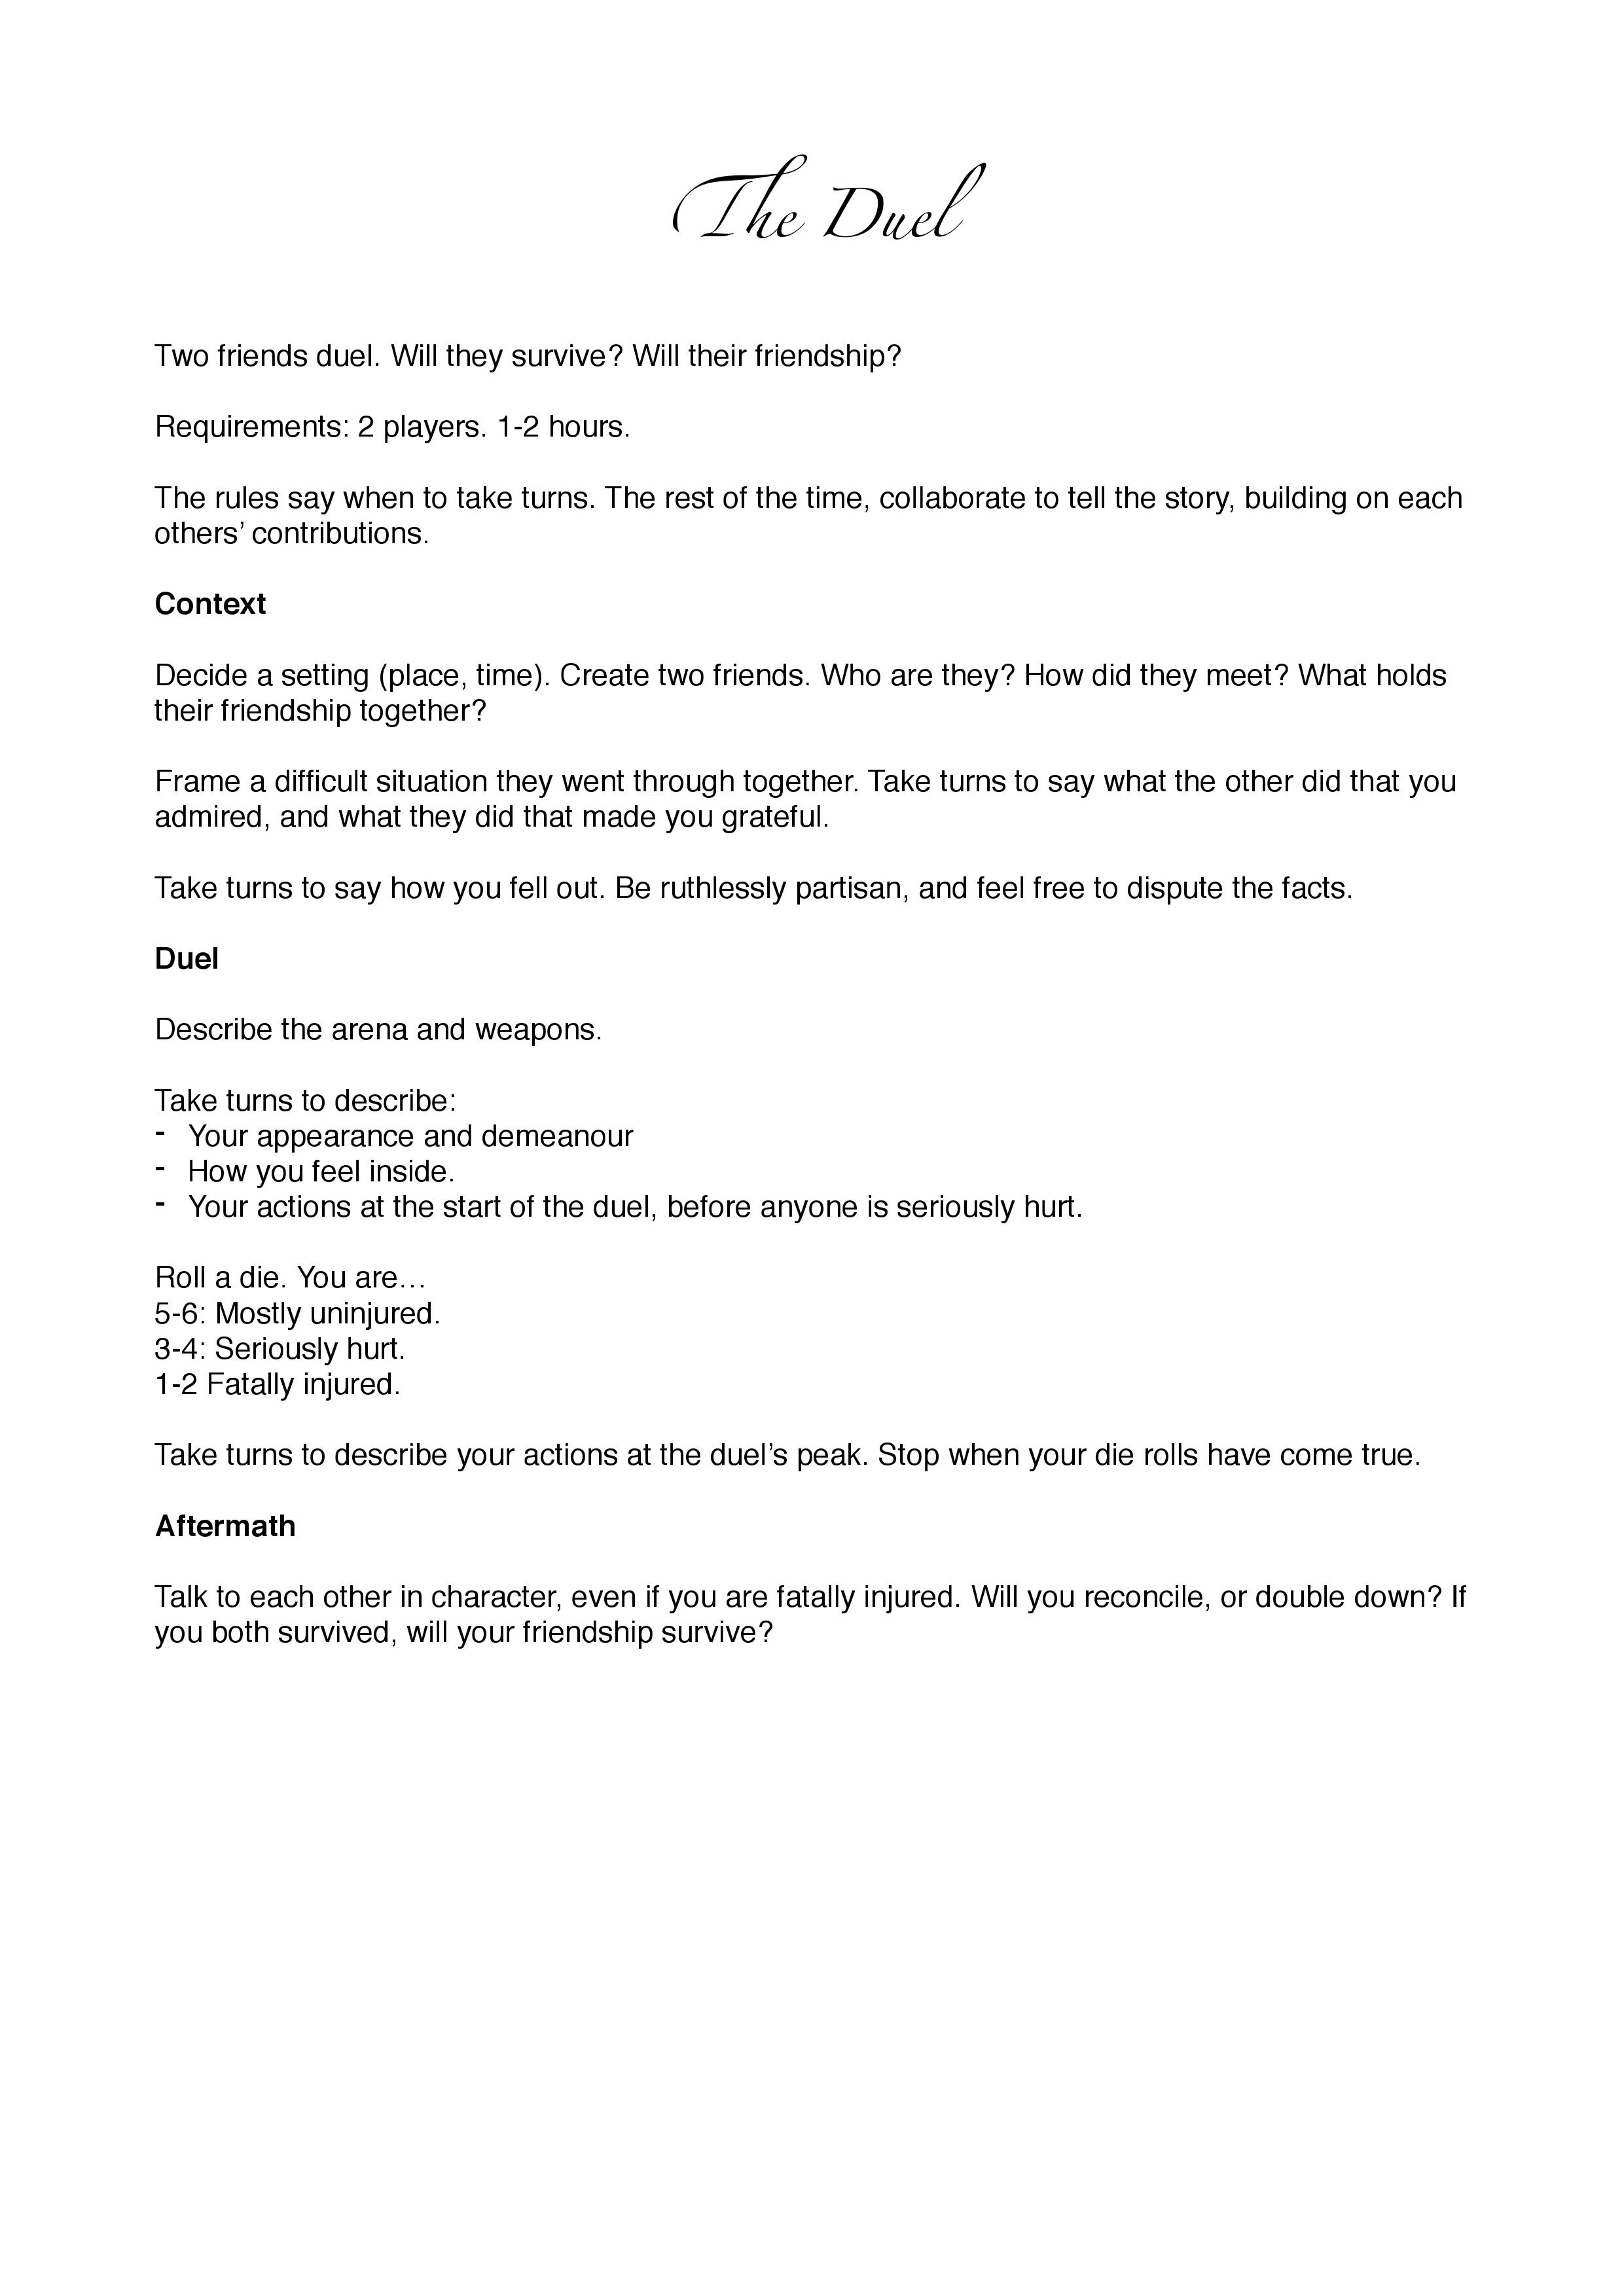 The Duel
Two friends duel. Will they survive? Will their friendship?
Requirements: 2 players. 1-2 hours.
The rules say when to take turns. The rest of the time, collaborate to tell the story, building on each
others’ contributions.
Context
Decide a setting (place, time). Create two friends. Who are they? How did they meet? What holds
their friendship together?
Frame a difficult situation they went through together. Take turns to say what the other did that you
admired, and what they did that made you grateful.
Take turns to say how you fell out. Be ruthlessly partisan, and feel free to dispute the facts.
Duel
Describe the arena and weapons.
Take turns to describe:
- Your appearance and demeanour
- How you feel inside.
- Your actions at the start of the duel, before anyone is seriously hurt.
Roll a die. You are…
5-6: Mostly uninjured.
3-4: Seriously hurt.
1-2 Fatally injured.
Take turns to describe your actions at the duel’s peak. Stop when your die rolls have come true.
Aftermath
Talk to each other in character, even if you are fatally injured. Will you reconcile, or double down? If
you both survived, will your friendship survive?